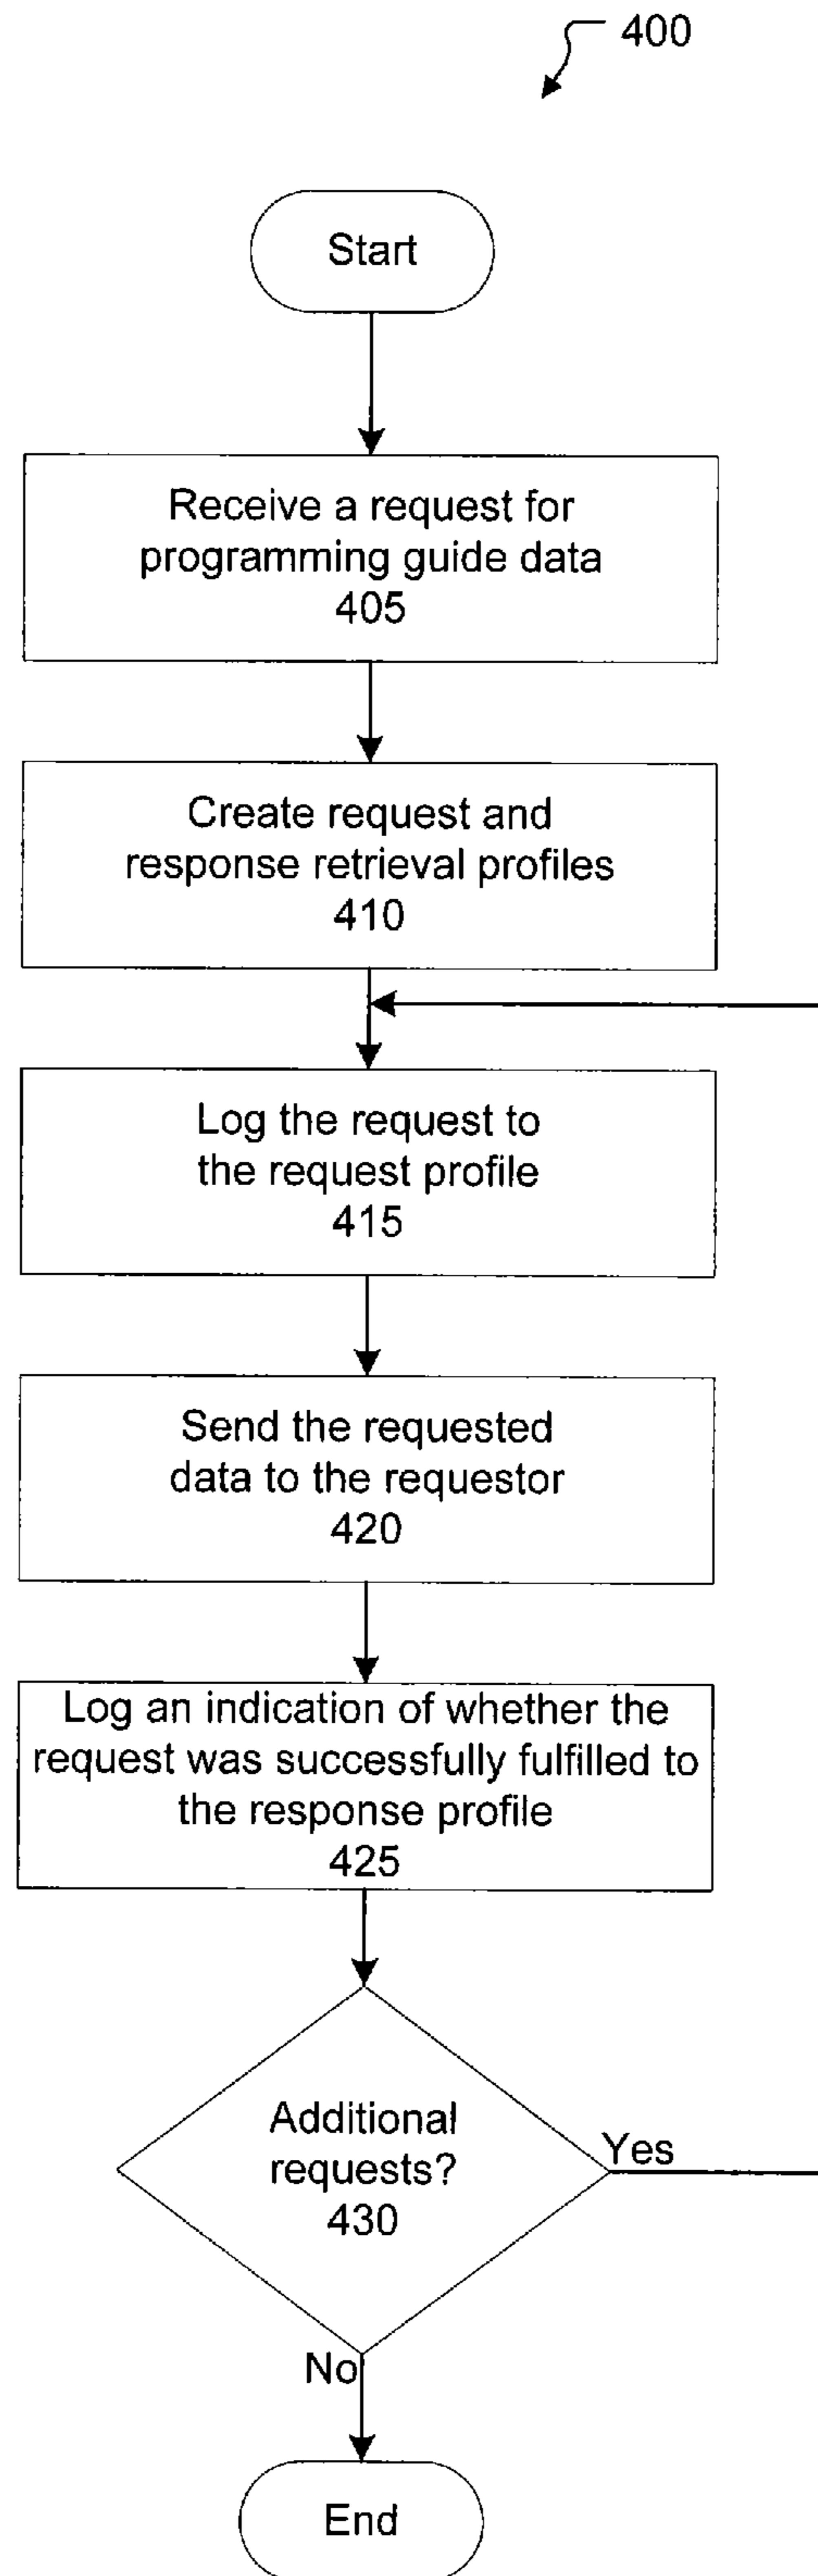 400
Start
Receive a request for
programming guide data
405
Create request and
response retrieval profiles
410
Log the request to
the request profile
415
Send the requested
data to the requestor
420
Log an indication of whether the
request was successfully fulfilled to
the response profile
425
Additional
requests?
430
Yes
No
End